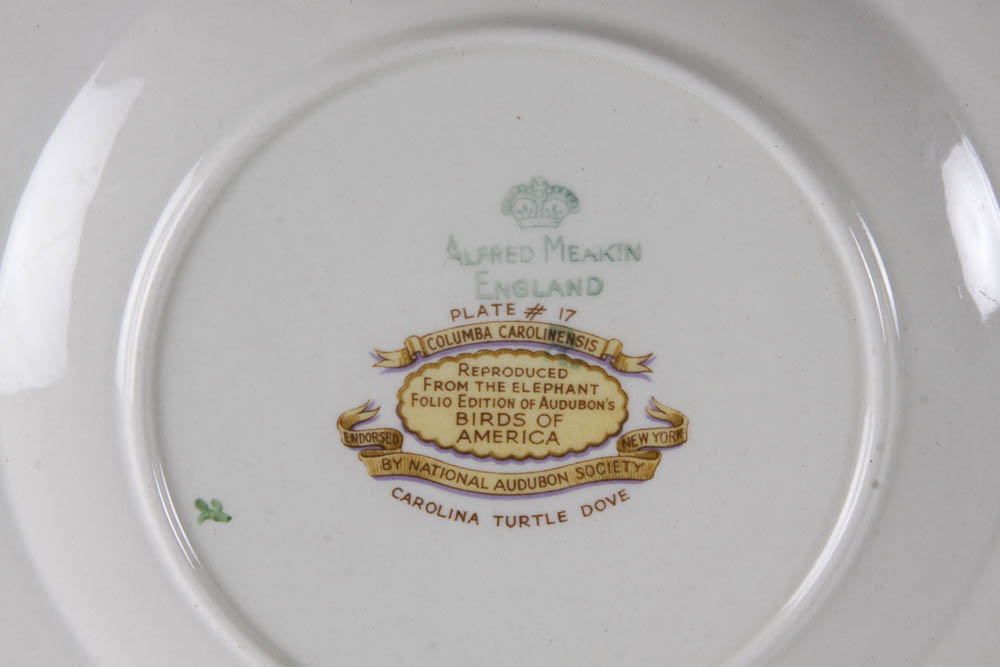 ALFRED MEAKIN
ENGLAND
PLATE # 17
COLUMBA CAROLINENSIS
REPRODUCED
FROM THE ELEPHANT
FOLIO EDITION OF AUDUBON'S
BIRDS OF
AMERICA
ENDORSED
BY NATIONAL AUDUBON SOCIETY
NEW YORK
CAROLINA TURTLE DOVE